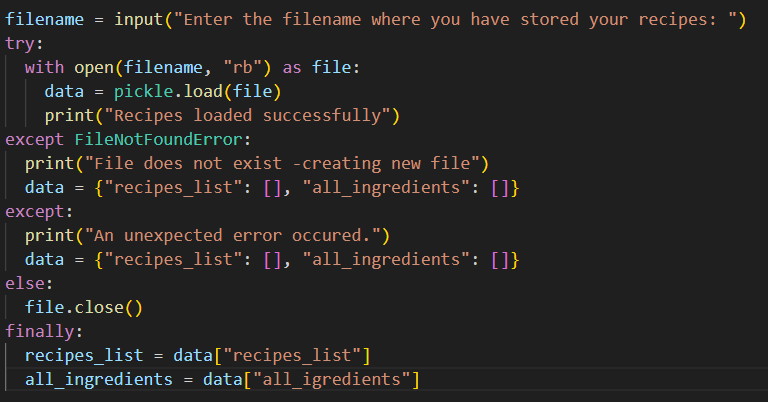 filename = input("Enter the filename where you have stored your recipes: ")
try:
  with open(filename, "rb") as file:
    data = pickle.load(file)
    print("Recipes loaded successfully")
except FileNotFoundError:
  print("File does not exist -creating new file")
  data = {"recipes_list": [], "all_ingredients": []}
except:
  print("An unexpected error occured.")
  data = {"recipes_list": [], "all_ingredients": []}
else:
  file.close()
finally:
  recipes_list = data["recipes_list"]
  all_ingredients = data["all_igredients"]